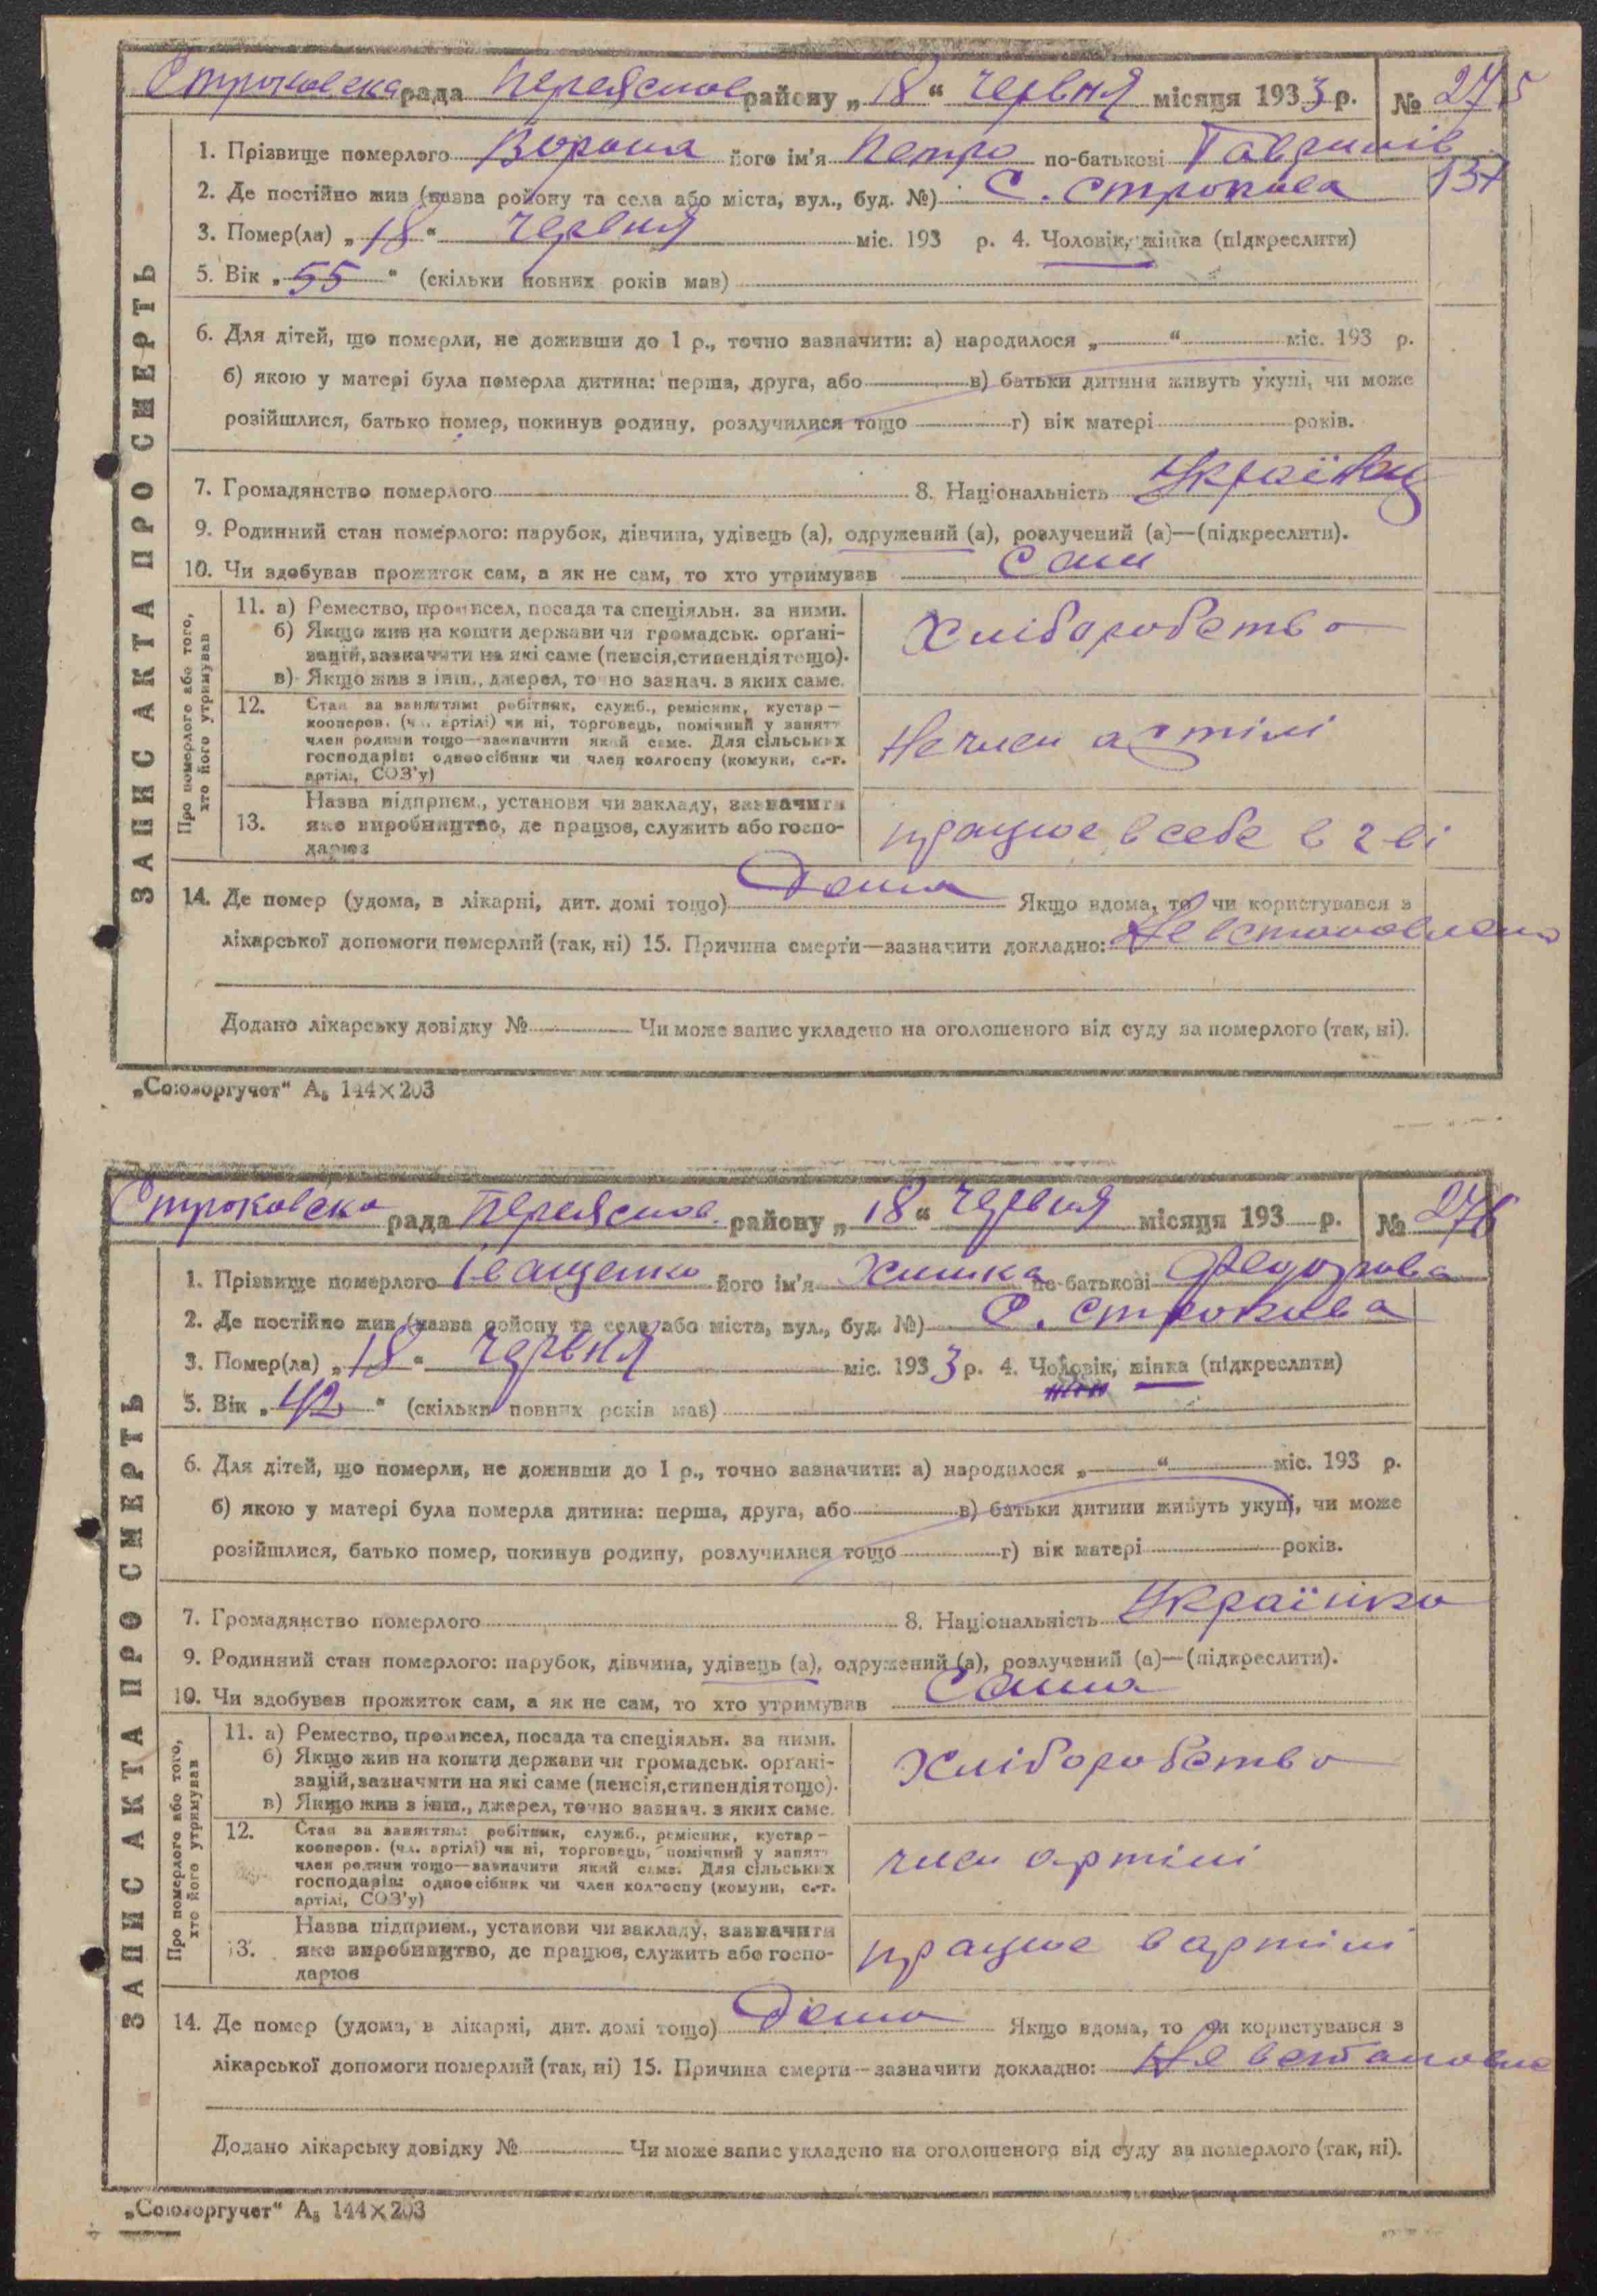 Строковска рада Переяслов району „ 18 “ червня місяця 1933 р. № 275
1. Прізвище померлого Ворона його ім'я Петро по-батькові Гаврилів
137
2. Де постійно жив (назва району та села або міста, вул., буд. №) С. Строкова
3. Помер(ла) „ 18 “ червня міс. 193 р. 4. Чоловік, жінка (підкреслити)
5. Вік „ 55 “ (скільки повних років мав)
6. Для дітей, що померли, не доживши до 1 р., точно зазначити: а) народилося „ “ міс. 193 р.
б) якою у матері була померла дитина: перша, друга, або в) батьки дитини живуть укупі, чи може
розійшлися, батько помер, покинув родину, розлучилися тощо г) вік матері років.
7. Громадянство померлого 8. Національність Українец
9. Родинний стан померлого: парубок, дівчина, удівець (а), одружений (а), розлучений (а)—(підкреслити).
10. Чи здобував прожиток сам, а як не сам, то хто утримував Сам
Про померлого або того, хто його утримував
11. а) Ремество, промисел, посада та спеціяльн. за ними.
б) Якщо жив на кошти держави чи громадськ. органі-
зацій, зазначити на які саме (пенсія, стипендія тощо).
в) Якщо жив з інш., джерел, точно зазнач. з яких саме.
Хліборобство
12. Стан за заняттям: робітник, служб., ремісник, кустар—
кооперов. (чл. артілі) чи ні, торговець, помічний у занятт
член родини тощо—зазначити який саме. Для сільських
господарів: одноосібник чи член колгоспу (комуни, с.-г.
артілі, СОЗ'у)
Не член артілі
13. Назва підприєм., установи чи закладу, зазначити
яке виробництво, де працює, служить або госпо-
дарює
працює в себе в г-ві
14. Де помер (удома, в лікарні, дит. домі тощо) Дома Якщо вдома, то чи користувався з
лікарської допомоги померлий (так, ні) 15. Причина смерти—зазначити докладно: Не встановлено
Додано лікарську довідку № Чи може запис укладено на оголошеного від суду за померлого (так, ні).
ЗАПИС АКТА ПРО СМЕРТЬ
„Союзоргучет“ А₅ 144×203
Строковска рада Переяслов. району „ 18 “ червня місяця 193 р. № 276
1. Прізвище померлого Іващенко його ім'я Химка по-батькові Федорова
2. Де постійно жив (назва району та села або міста, вул., буд. №) С. Строкова
3. Помер(ла) „ 18 “ червня міс. 1933 р. 4. Чоловік, жінка (підкреслити)
5. Вік „ 42 “ (скільки повних років мав)
6. Для дітей, що померли, не доживши до 1 р., точно зазначити: а) народилося „ “ міс. 193 р.
б) якою у матері була померла дитина: перша, друга, або в) батьки дитини живуть укупі, чи може
розійшлися, батько помер, покинув родину, розлучилися тощо г) вік матері років.
7. Громадянство померлого 8. Національність Українка
9. Родинний стан померлого: парубок, дівчина, удівець (а), одружений (а), розлучений (а)—(підкреслити).
10. Чи здобував прожиток сам, а як не сам, то хто утримував Сама
Про померлого або того, хто його утримував
11. а) Ремество, промисел, посада та спеціяльн. за ними.
б) Якщо жив на кошти держави чи громадськ. органі-
зацій, зазначити на які саме (пенсія, стипендія тощо).
в) Якщо жив з інш., джерел, точно зазнач. з яких саме.
Хліборобство
12. Стан за заняттям: робітник, служб., ремісник, кустар—
кооперов. (чл. артілі) чи ні, торговець, помічний у занятт
член родини тощо—зазначити який саме. Для сільських
господарів: одноосібник чи член колгоспу (комуни, с.-г.
артілі, СОЗ'у)
член артілі
13. Назва підприєм., установи чи закладу, зазначити
яке виробництво, де працює, служить або госпо-
дарює
працює в артілі
14. Де помер (удома, в лікарні, дит. домі тощо) Дома Якщо вдома, то чи користувався з
лікарської допомоги померлий (так, ні) 15. Причина смерти—зазначити докладно: Не встановле
Додано лікарську довідку № Чи може запис укладено на оголошеного від суду за померлого (так, ні).
ЗАПИС АКТА ПРО СМЕРТЬ
„Союзоргучет“ А₅ 144×203